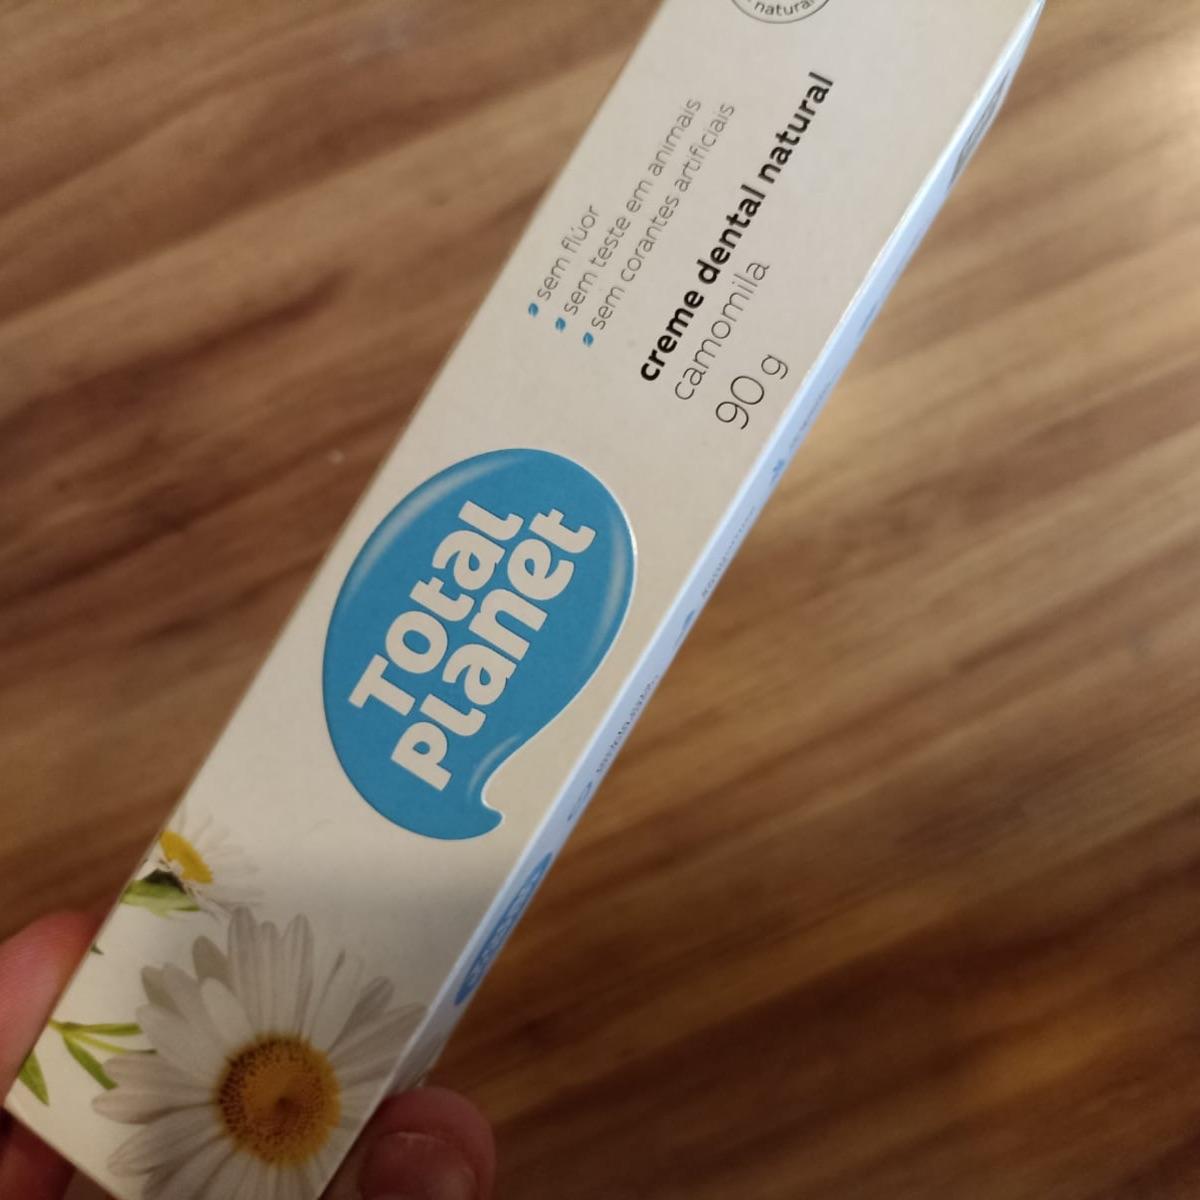 natural
sem flúor
sem teste em animais
sem corantes artificiais
creme dental natural
camomila
90 g
Total
Planet